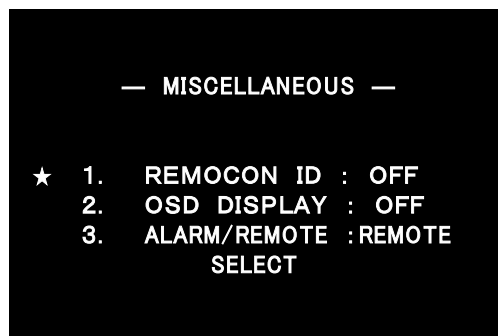 — MISCELLANEOUS —
★ 1. REMOCON ID : OFF
2. OSD DISPLAY : OFF
3. ALARM/REMOTE :REMOTE
SELECT